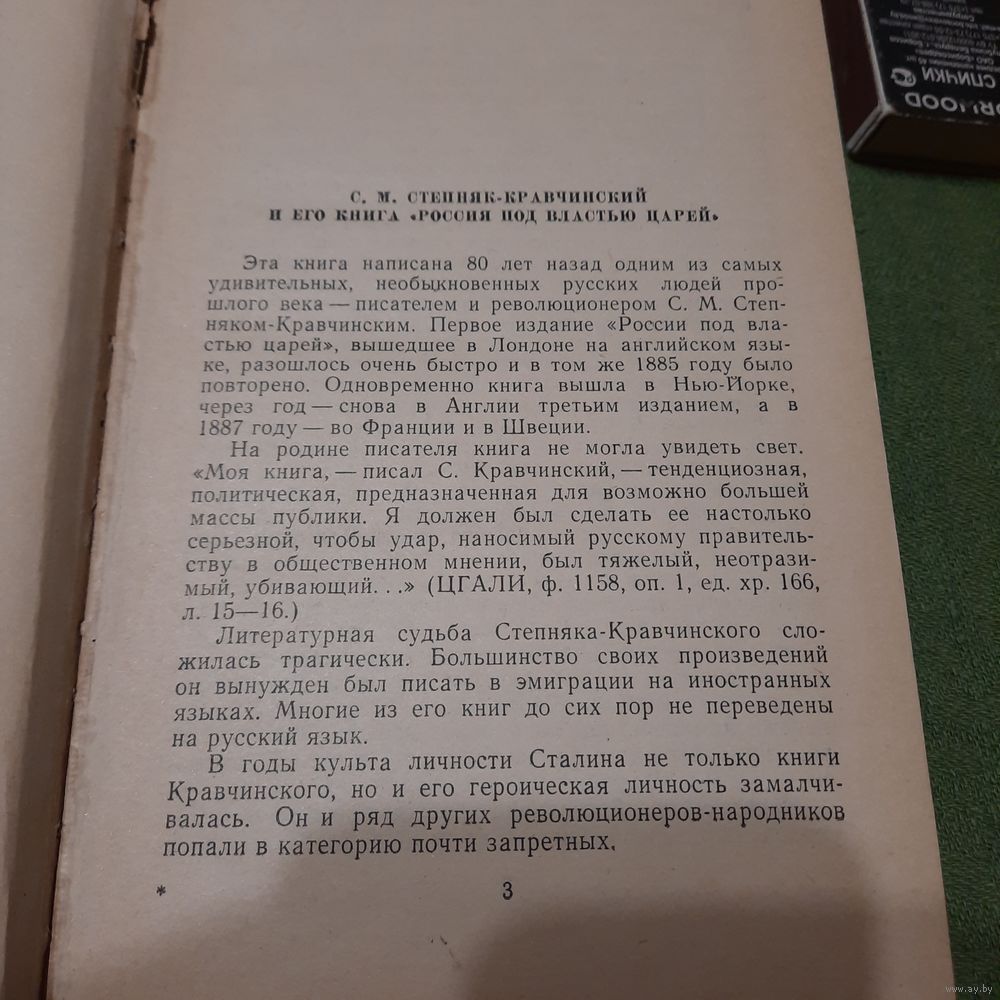 С. М. СТЕПНЯК-КРАВЧИНСКИЙ
И ЕГО КНИГА «РОССИЯ ПОД ВЛАСТЬЮ ЦАРЕЙ»
Эта книга написана 80 лет назад одним из самых
удивительных, необыкновенных русских людей про-
шлого века — писателем и революционером С. М. Степ-
няком-Кравчинским. Первое издание «России под вла-
стью царей», вышедшее в Лондоне на английском язы-
ке, разошлось очень быстро и в том же 1885 году было
повторено. Одновременно книга вышла в Нью-Йорке,
через год — снова в Англии третьим изданием, а в
1887 году — во Франции и в Швеции.
На родине писателя книга не могла увидеть свет.
«Моя книга, — писал С. Кравчинский, — тенденциозная,
политическая, предназначенная для возможно большей
массы публики. Я должен был сделать ее настолько
серьезной, чтобы удар, наносимый русскому правитель-
ству в общественном мнении, был тяжелый, неотрази-
мый, убивающий. . .» (ЦГАЛИ, ф. 1158, оп. 1, ед. хр. 166,
л. 15—16.)
Литературная судьба Степняка-Кравчинского сло-
жилась трагически. Большинство своих произведений
он вынужден был писать в эмиграции на иностранных
языках. Многие из его книг до сих пор не переведены
на русский язык.
В годы культа личности Сталина не только книги
Кравчинского, но и его героическая личность замалчи-
валась. Он и ряд других революционеров-народников
попали в категорию почти запретных.
* 3
СПИЧКИ
www.ay.by